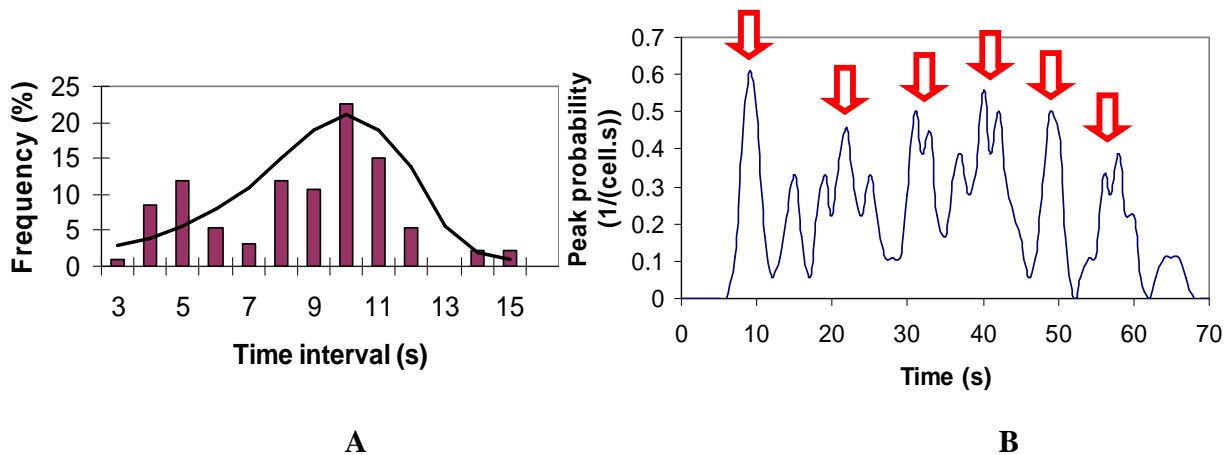 Frequency (%)
25
20
15
10
5
0
3 5 7 9 11 13 15
Time interval (s)
A
Peak probability
(1/(cell.s))
0.7
0.6
0.5
0.4
0.3
0.2
0.1
0
0 10 20 30 40 50 60 70
Time (s)
B